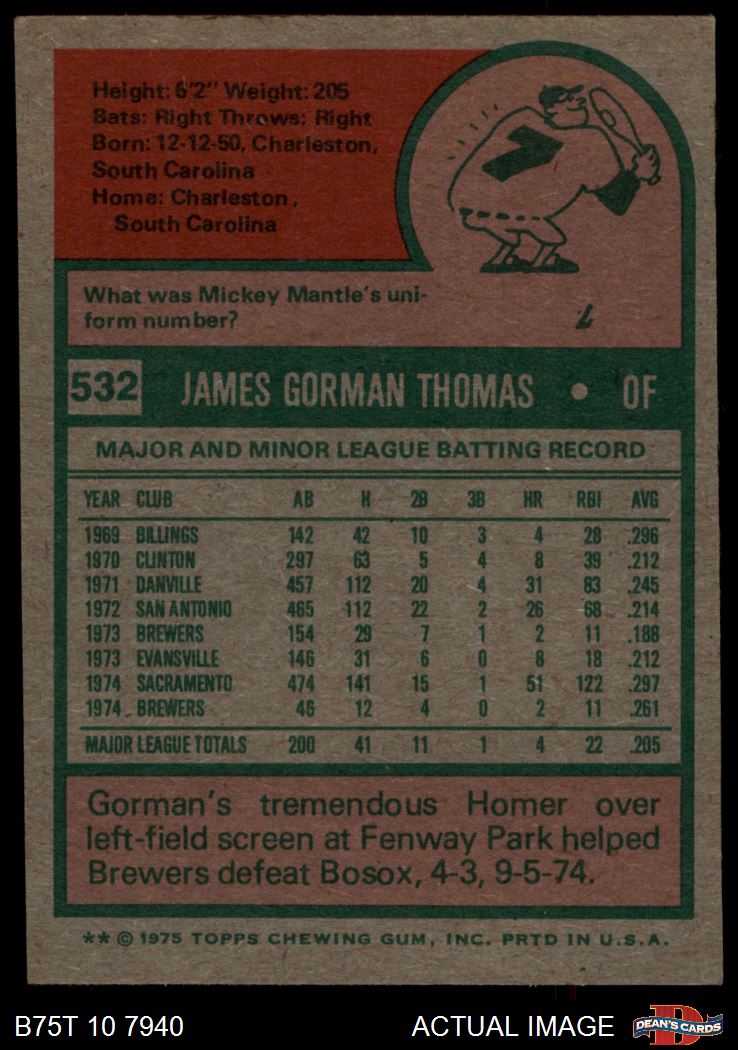 Height: 6'2" Weight: 205
Bats: Right Throws: Right
Born: 12-12-50, Charleston,
South Carolina
Home: Charleston,
South Carolina
7
What was Mickey Mantle's uni-
form number?
7
532 JAMES GORMAN THOMAS • OF
MAJOR AND MINOR LEAGUE BATTING RECORD
YEAR CLUB AB H 2B 3B HR RBI AVG
1969 BILLINGS 142 42 10 3 4 28 .296
1970 CLINTON 297 63 5 4 8 39 .212
1971 DANVILLE 457 112 20 4 31 83 .245
1972 SAN ANTONIO 465 112 22 2 26 68 .214
1973 BREWERS 154 29 7 1 2 11 .188
1973 EVANSVILLE 146 31 6 0 8 18 .212
1974 SACRAMENTO 474 141 15 1 51 122 .297
1974 BREWERS 46 12 4 0 2 11 .261
MAJOR LEAGUE TOTALS 200 41 11 1 4 22 .205
Gorman's tremendous Homer over
left-field screen at Fenway Park helped
Brewers defeat Bosox, 4-3, 9-5-74.
** © 1975 TOPPS CHEWING GUM, INC. PRTD IN U.S.A.
B75T 10 7940 ACTUAL IMAGE D DEAN'S CARDS